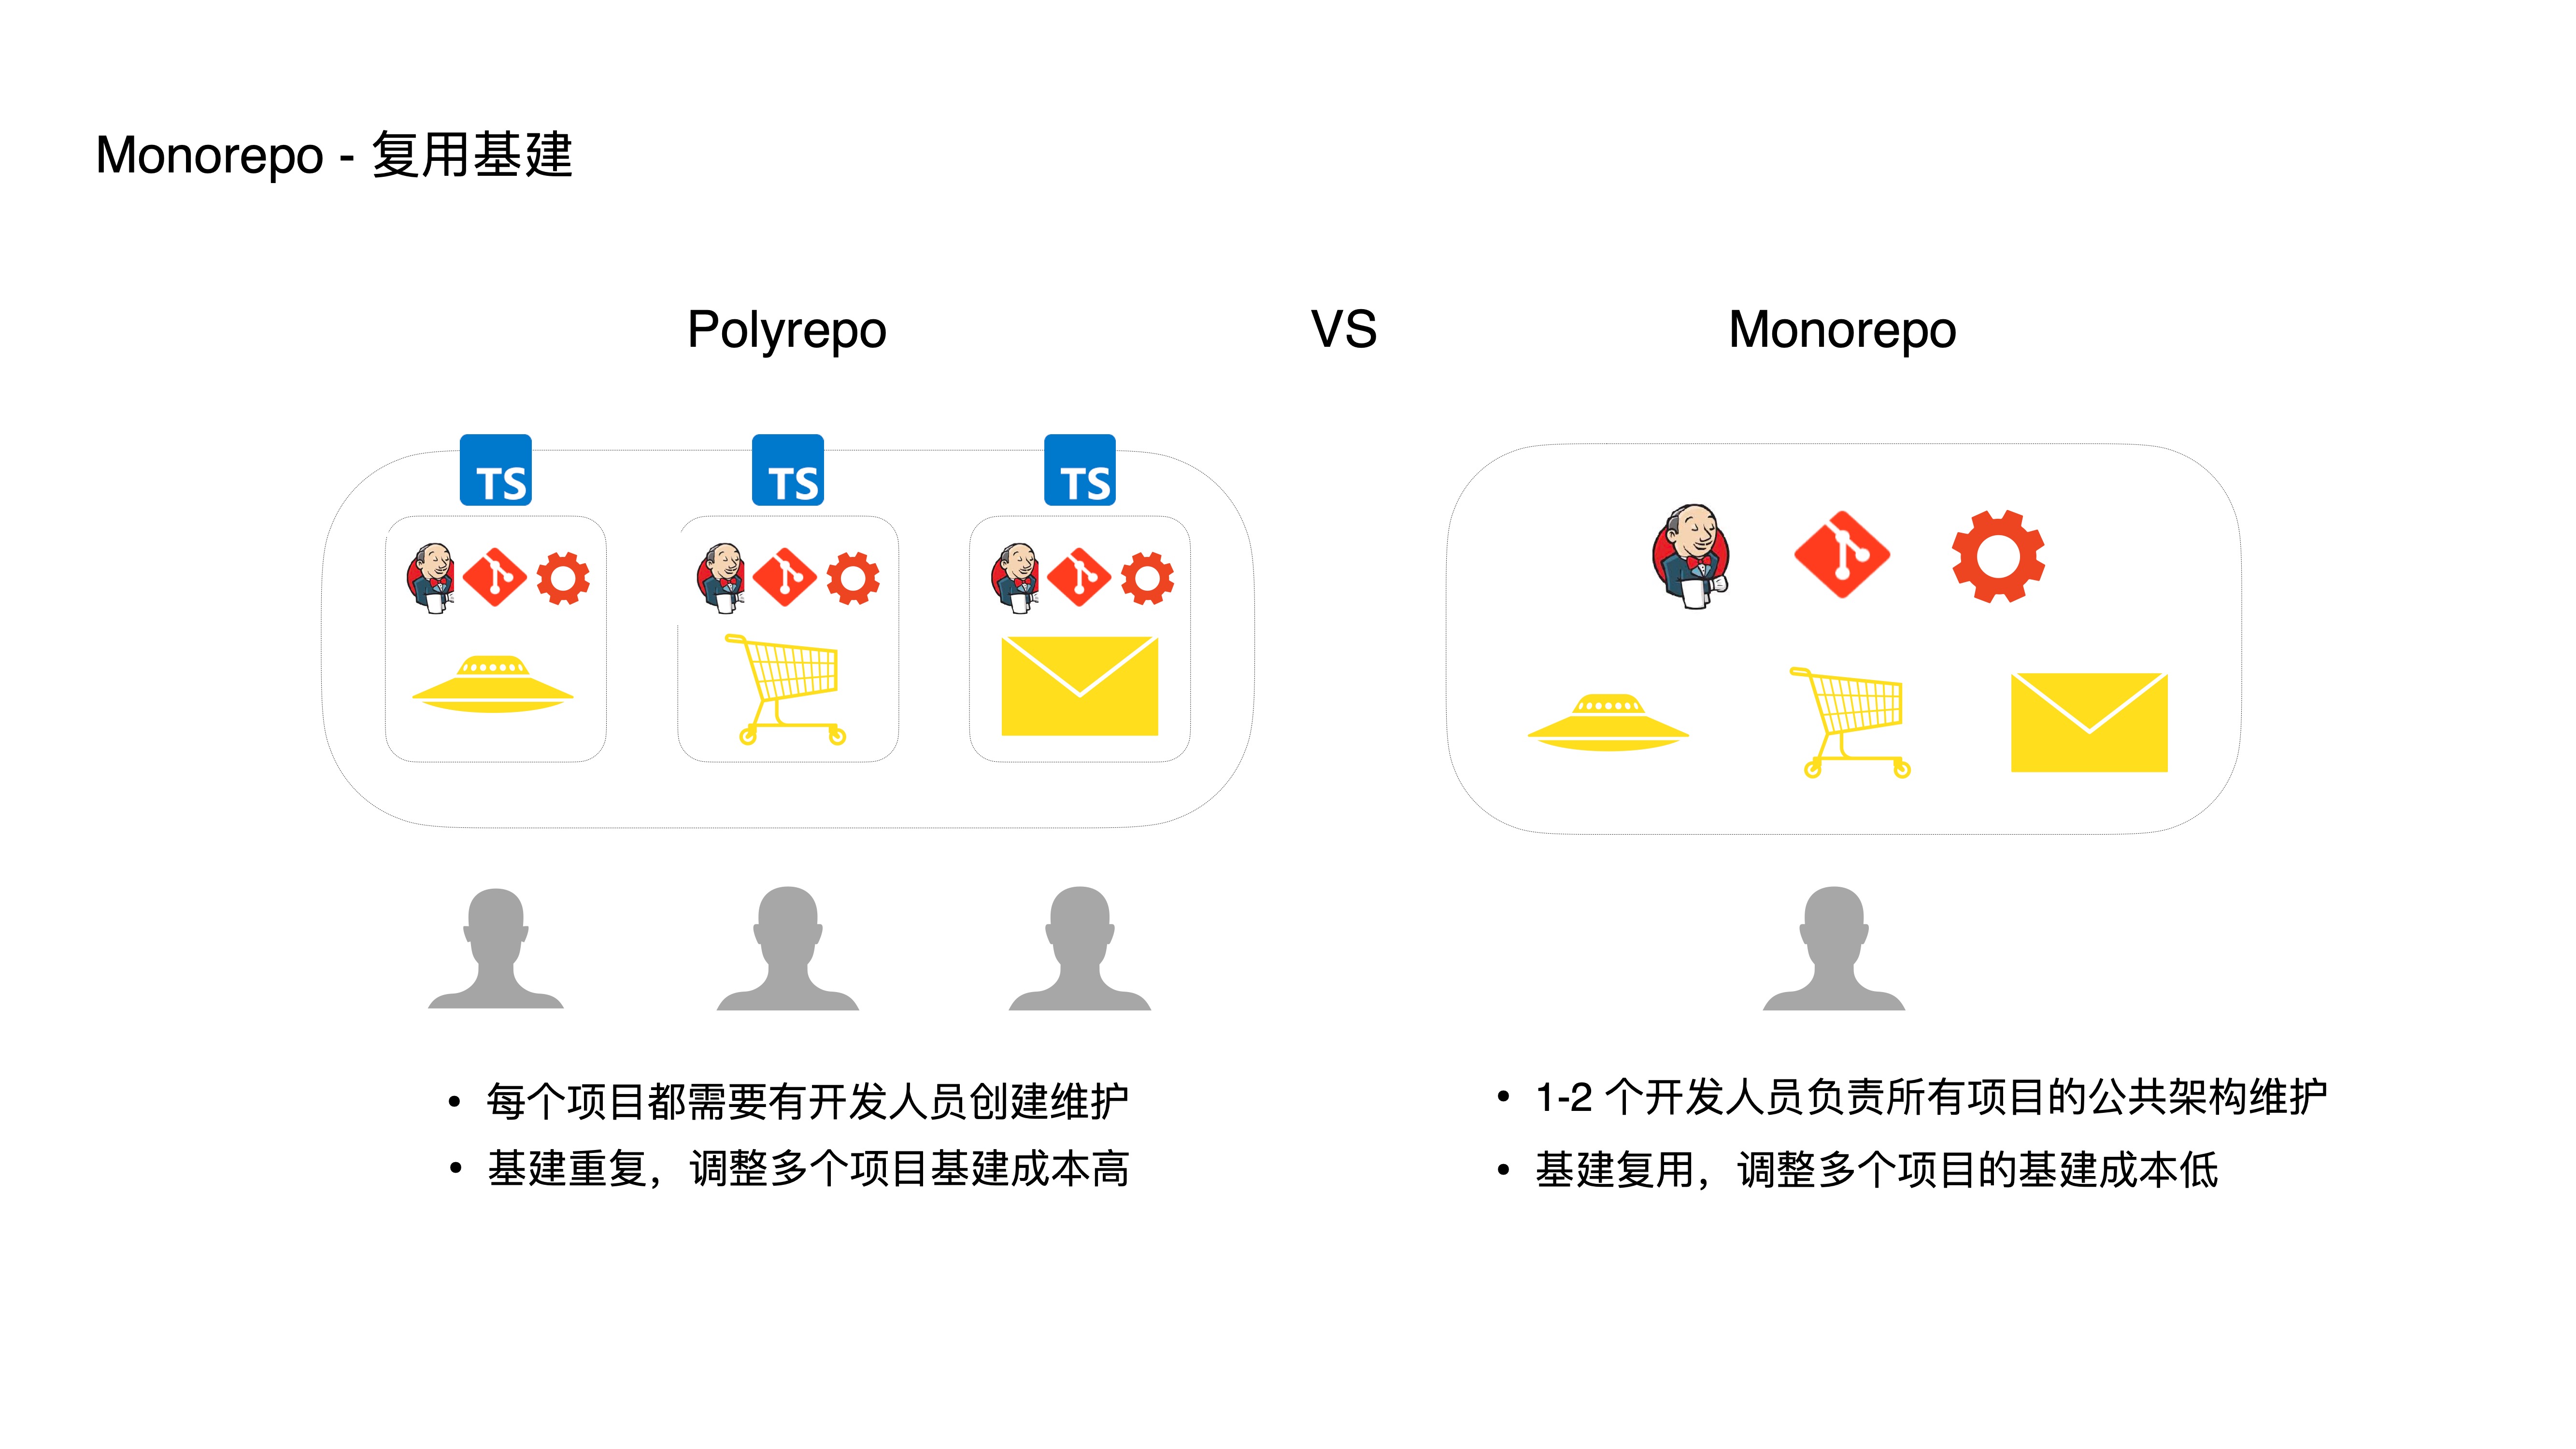 Monorepo - 复用基建
Polyrepo
VS
Monorepo
TS
TS
TS
• 每个项目都需要有开发人员创建维护
• 基建重复，调整多个项目基建成本高
• 1-2 个开发人员负责所有项目的公共架构维护
• 基建复用，调整多个项目的基建成本低